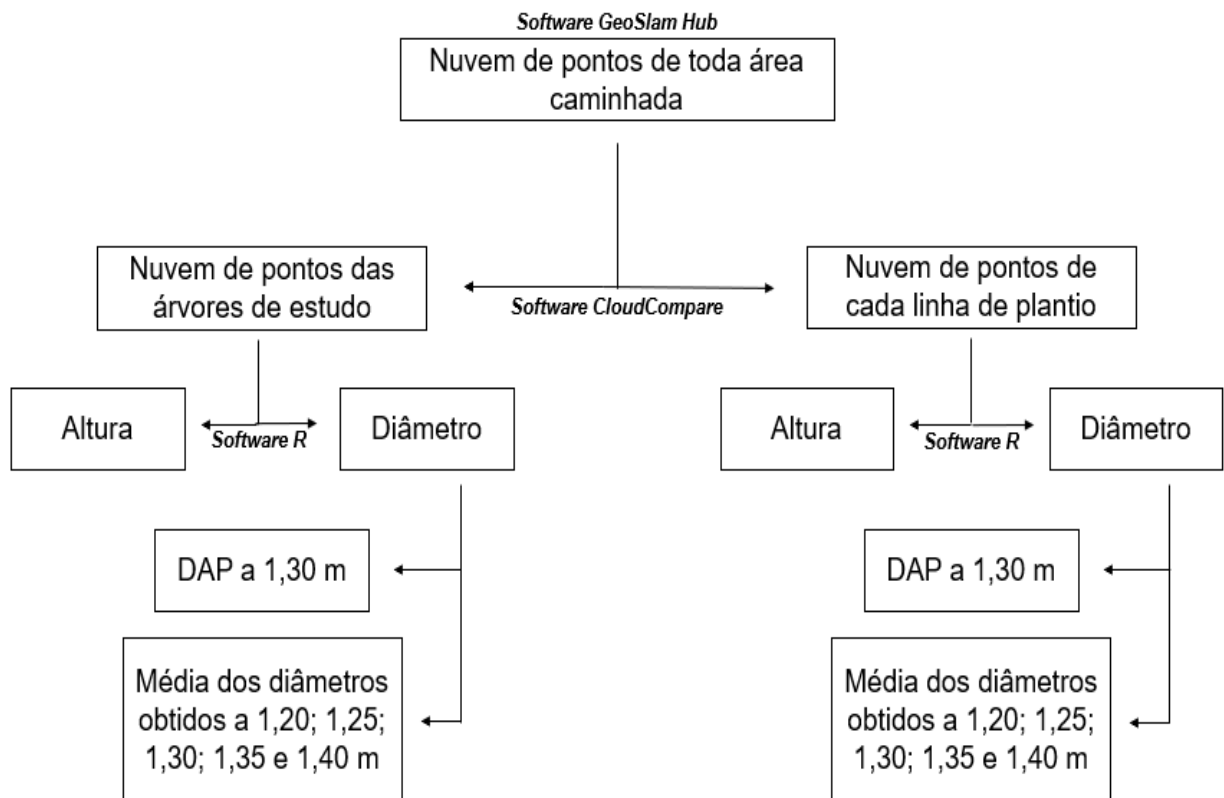 Software GeoSlam Hub
Nuvem de pontos de toda área
caminhada
Nuvem de pontos das
árvores de estudo
Software CloudCompare
Nuvem de pontos de
cada linha de plantio
Altura
Software R
Diâmetro
Altura
Software R
Diâmetro
DAP a 1,30 m
DAP a 1,30 m
Média dos diâmetros
obtidos a 1,20; 1,25;
1,30; 1,35 e 1,40 m
Média dos diâmetros
obtidos a 1,20; 1,25;
1,30; 1,35 e 1,40 m